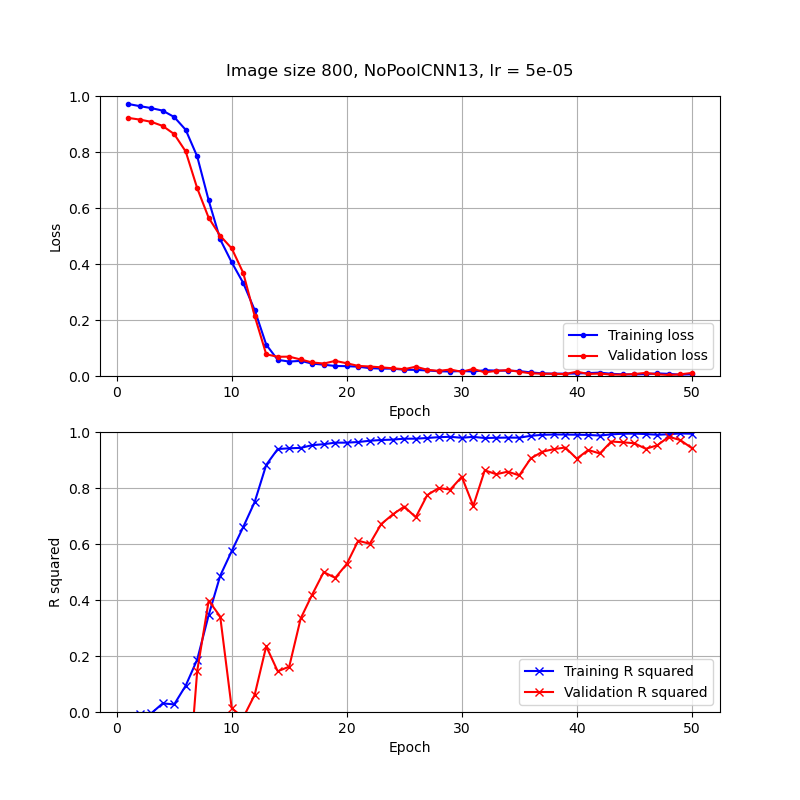 Image size 800, NoPoolCNN13, lr = 5e-05
1.0
0.8
0.6
0.4
0.2
0.0
Loss
0 10 20 30 40 50
Epoch
Training loss
Validation loss
1.0
0.8
0.6
0.4
0.2
0.0
R squared
0 10 20 30 40 50
Epoch
Training R squared
Validation R squared